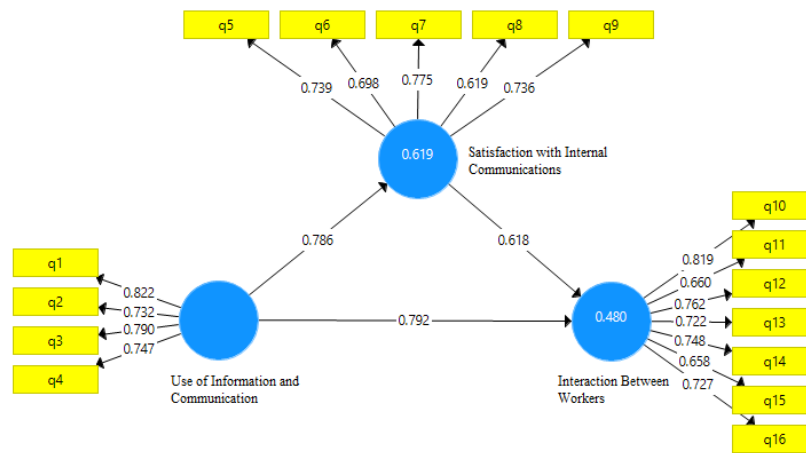 q5
q6
q7
q8
q9
0.739
0.698
0.775
0.619
0.736
0.619
Satisfaction with Internal
Communications
0.786
0.618
q1
q2
q3
q4
0.822
0.732
0.790
0.747
0.792
0.480
Use of Information and
Communication
Interaction Between
Workers
0.819
0.660
0.762
0.722
0.748
0.658
0.727
q10
q11
q12
q13
q14
q15
q16